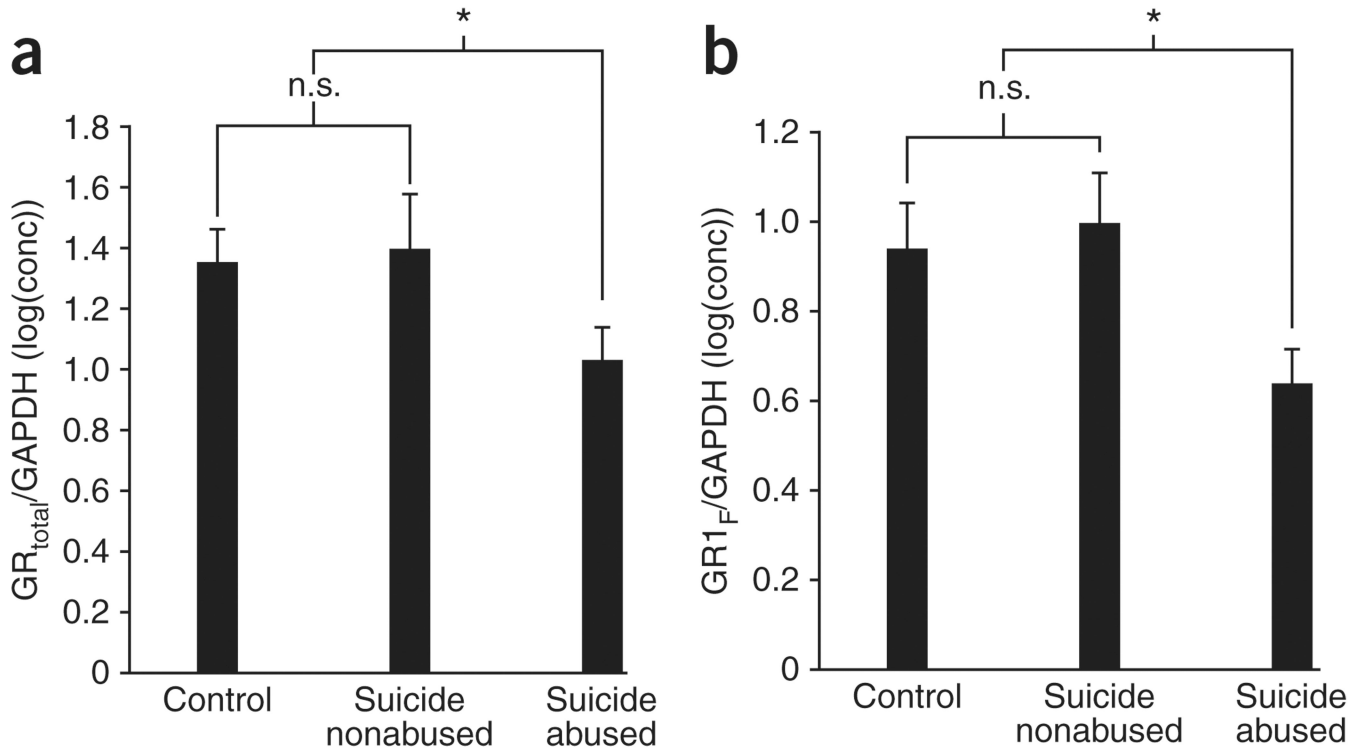 a
*
n.s.
1.8
1.6
1.4
1.2
1.0
0.8
0.6
0.4
0.2
0
GRtotal/GAPDH (log(conc))
Control
Suicide
nonabused
Suicide
abused
b
*
n.s.
1.2
1.0
0.8
0.6
0.4
0.2
0
GR1F/GAPDH (log(conc))
Control
Suicide
nonabused
Suicide
abused